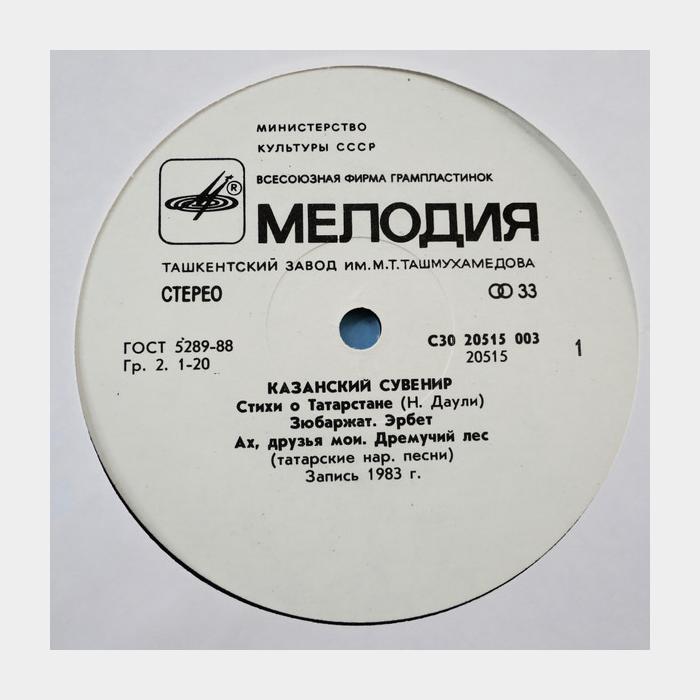 МИНИСТЕРСТВО
КУЛЬТУРЫ СССР
ВСЕСОЮЗНАЯ ФИРМА ГРАМПЛАСТИНОК
®
МЕЛОДИЯ
ТАШКЕНТСКИЙ ЗАВОД ИМ.М.Т.ТАШМУХАМЕДОВА
СТЕРЕО 33
ГОСТ 5289-88 С30 20515 003 1
Гр. 2. 1-20 20515
КАЗАНСКИЙ СУВЕНИР
Стихи о Татарстане (Н. Даули)
Зюбаржат. Эрбет
Ах, друзья мои. Дремучий лес
(татарские нар. песни)
Запись 1983 г.